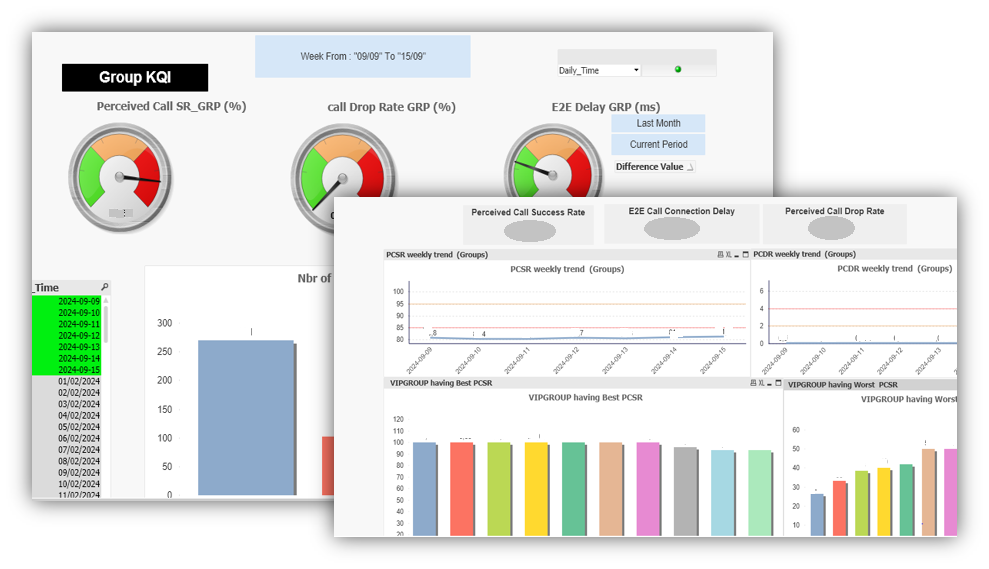 Week From : "09/09" To "15/09"
Daily_Time
Group KQI
Perceived Call SR_GRP (%)
call Drop Rate GRP (%)
E2E Delay GRP (ms)
Last Month
Current Period
Difference Value
_Time
2024-09-09
2024-09-10
2024-09-11
2024-09-12
2024-09-13
2024-09-14
2024-09-15
01/02/2024
02/02/2024
03/02/2024
04/02/2024
05/02/2024
06/02/2024
07/02/2024
08/02/2024
09/02/2024
10/02/2024
11/02/2024
Nbr of
300
250
200
150
100
50
0
Perceived Call Success Rate
E2E Call Connection Delay
Perceived Call Drop Rate
PCSR weekly trend (Groups)
XL
PCSR weekly trend (Groups)
100
95
90
85
80
2024-09-09
2024-09-10
2024-09-11
2024-09-12
2024-09-13
2024-09-14
2024-09-15
PCDR weekly trend (Groups)
PCDR weekly trend (Groups)
6
4
2
0
2024-09-09
2024-09-10
2024-09-11
2024-09-12
2024-09-13
VIPGROUP having Best PCSR
XL
VIPGROUP having Best PCSR
120
110
100
90
80
70
60
50
40
30
20
VIPGROUP having Worst PCSR
VIPGROUP having Worst
60
50
40
30
20
10